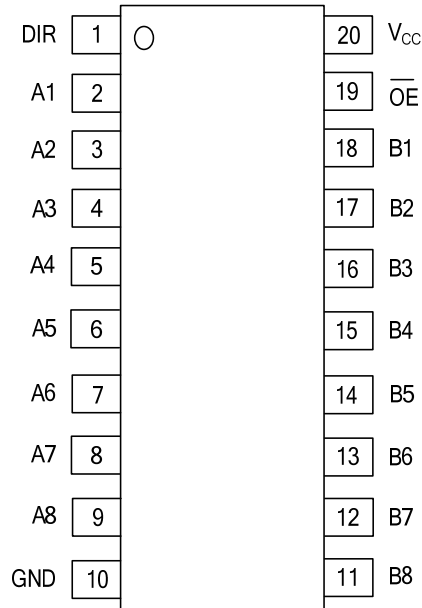 DIR 1 20 VCC
A1 2 19 OE
A2 3 18 B1
A3 4 17 B2
A4 5 16 B3
A5 6 15 B4
A6 7 14 B5
A7 8 13 B6
A8 9 12 B7
GND 10 11 B8